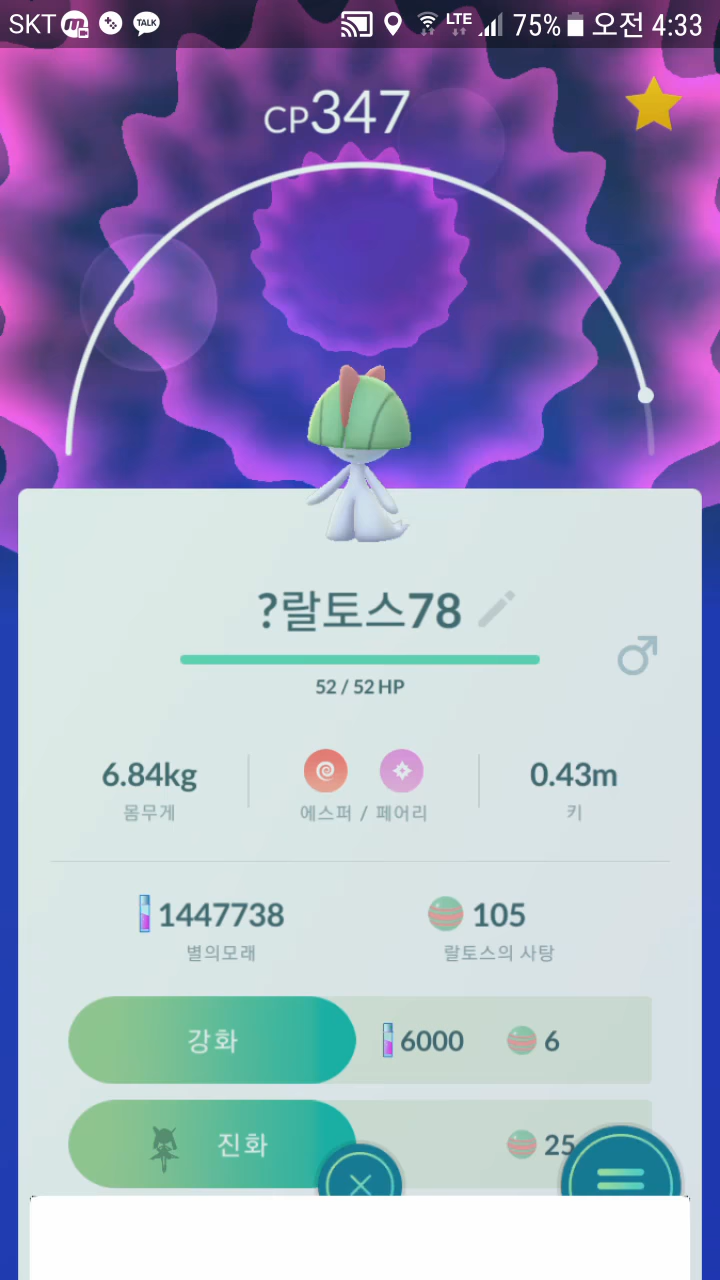 SKT TALK LTE 75% 오전 4:33
CP347
?랄토스78
52 / 52 HP
6.84kg 0.43m
몸무게 에스퍼 / 페어리 키
1447738 105
별의모래 랄토스의 사탕
강화 6000 6
진화 25